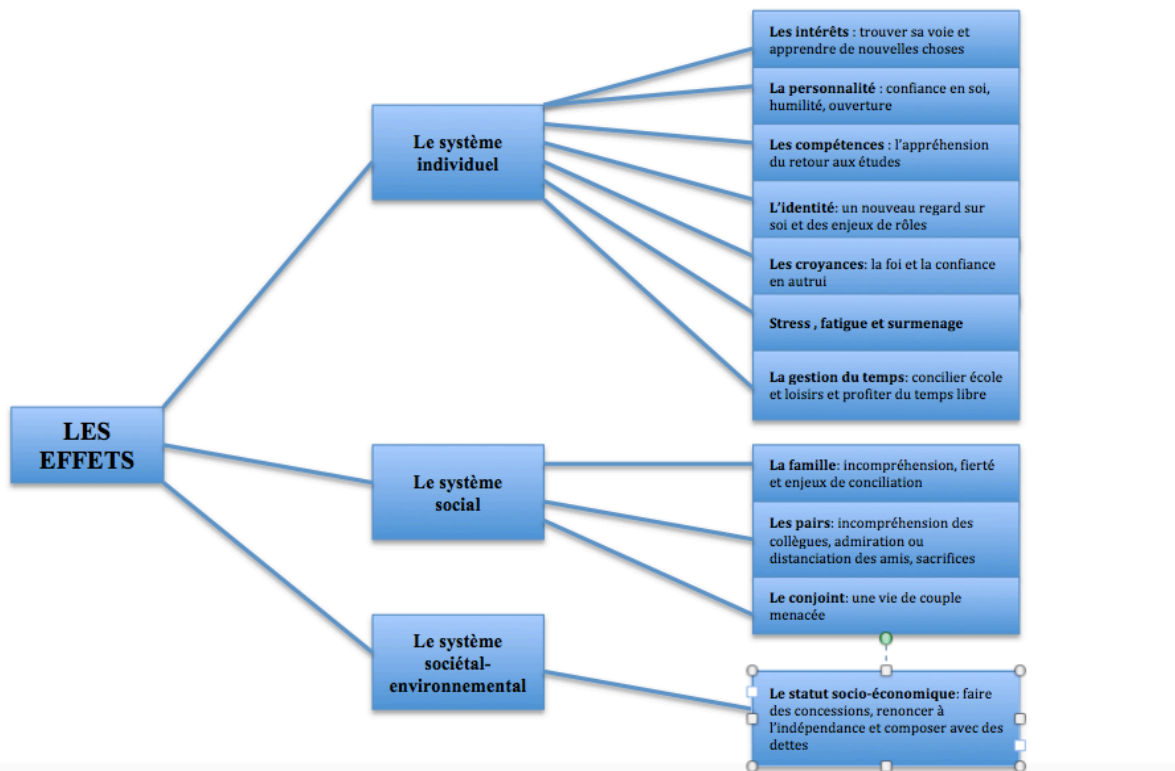 Les intérêts : trouver sa voie et
apprendre de nouvelles choses
La personnalité : confiance en soi,
humilité, ouverture
Le système
individuel
Les compétences : l'appréhension
du retour aux études
L'identité: un nouveau regard sur
soi et des enjeux de rôles
Les croyances: la foi et la confiance
en autrui
Stress , fatigue et surmenage
La gestion du temps: concilier école
et loisirs et profiter du temps libre
LES
EFFETS
Le système
social
La famille: incompréhension, fierté
et enjeux de conciliation
Les pairs: incompréhension des
collègues, admiration ou
distanciation des amis, sacrifices
Le conjoint: une vie de couple
menacée
Le système
sociétal-
environnemental
Le statut socio-économique: faire
des concessions, renoncer à
l'indépendance et composer avec des
dettes